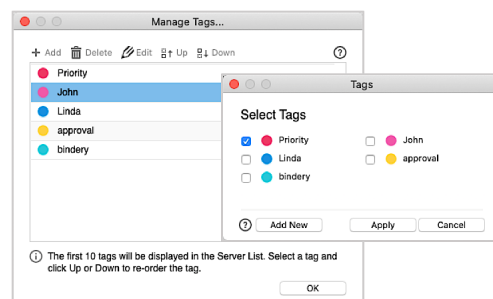 Manage Tags...
Add Delete Edit Up Down ?
Priority
John
Linda
approval
bindery
The first 10 tags will be displayed in the Server List. Select a tag and
click Up or Down to re-order the tag.
OK
Tags
Select Tags
Priority John
Linda approval
bindery
? Add New Apply Cancel